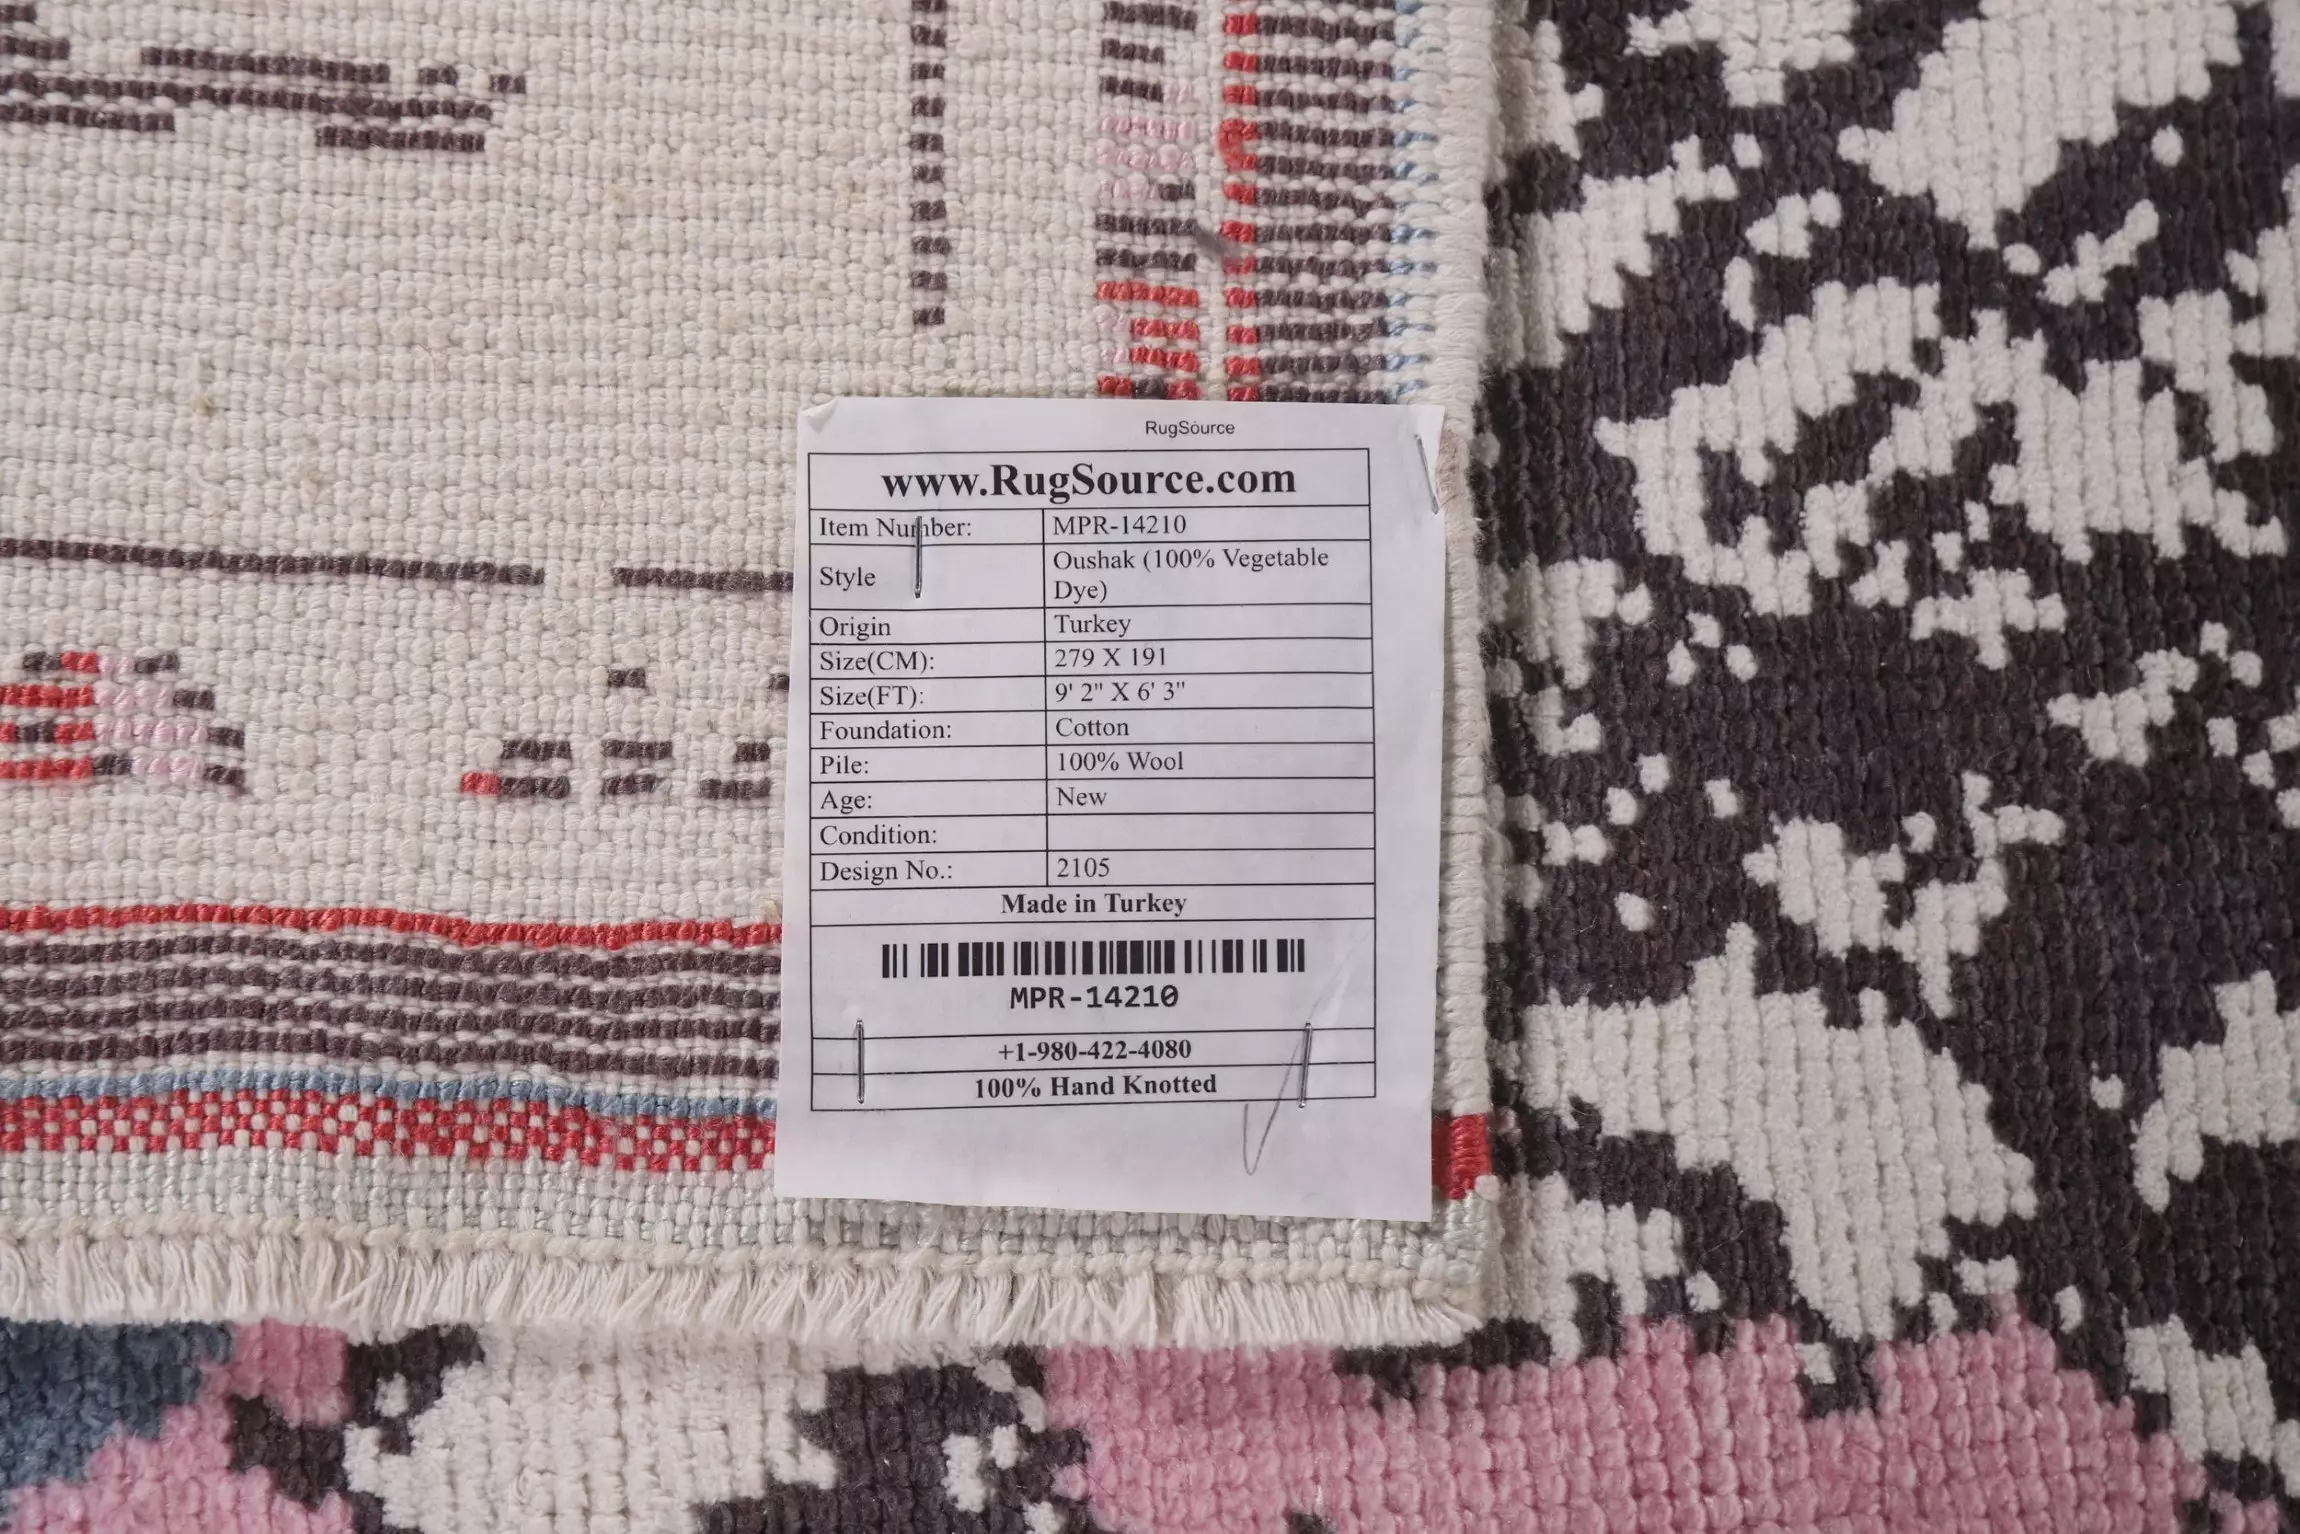 RugSource
www.RugSource.com
Item Number: MPR-14210
Style Oushak (100% Vegetable
Dye)
Origin Turkey
Size(CM): 279 X 191
Size(FT): 9' 2" X 6' 3"
Foundation: Cotton
Pile: 100% Wool
Age: New
Condition:
Design No.: 2105
Made in Turkey
MPR-14210
+1-980-422-4080
100% Hand Knotted